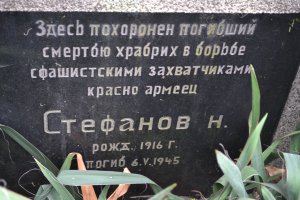 Здесь похоронен погибший
смертью храбрих в борьбе
сфашистскими захватчиками
красно армеец
Стефанов н.
рожд. 1916 г.
погиб 6.V.1945